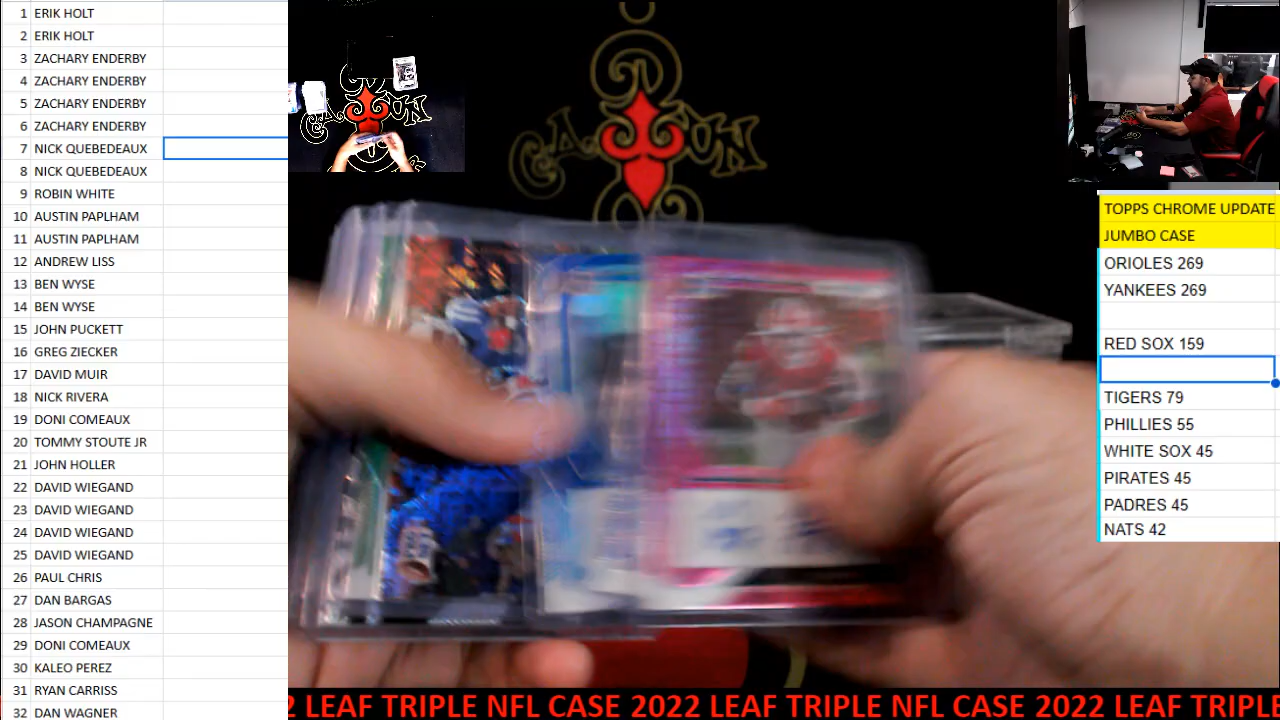 1 ERIK HOLT
2 ERIK HOLT
3 ZACHARY ENDERBY
4 ZACHARY ENDERBY
5 ZACHARY ENDERBY
6 ZACHARY ENDERBY
7 NICK QUEBEDEAUX
8 NICK QUEBEDEAUX
9 ROBIN WHITE
10 AUSTIN PAPLHAM
11 AUSTIN PAPLHAM
12 ANDREW LISS
13 BEN WYSE
14 BEN WYSE
15 JOHN PUCKETT
16 GREG ZIECKER
17 DAVID MUIR
18 NICK RIVERA
19 DONI COMEAUX
20 TOMMY STOUTE JR
21 JOHN HOLLER
22 DAVID WIEGAND
23 DAVID WIEGAND
24 DAVID WIEGAND
25 DAVID WIEGAND
26 PAUL CHRIS
27 DAN BARGAS
28 JASON CHAMPAGNE
29 DONI COMEAUX
30 KALEO PEREZ
31 RYAN CARRISS
32 DAN WAGNER
TOPPS CHROME UPDATE
JUMBO CASE
ORIOLES 269
YANKEES 269
RED SOX 159
TIGERS 79
PHILLIES 55
WHITE SOX 45
PIRATES 45
PADRES 45
NATS 42
2 LEAF TRIPLE NFL CASE 2022 LEAF TRIPLE NFL CASE 2022 LEAF TRIPLE